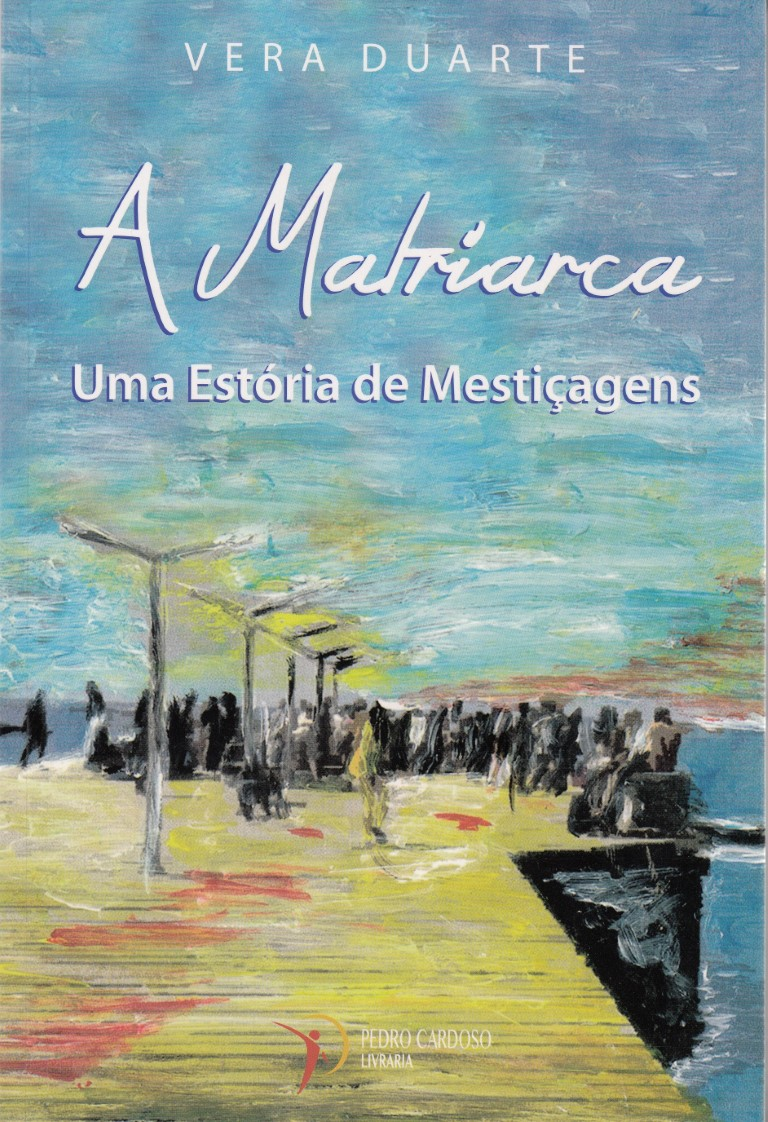 VERA DUARTE
A Matriarca
Uma Estória de Mestiçagens
PEDRO CARDOSO
LIVRARIA